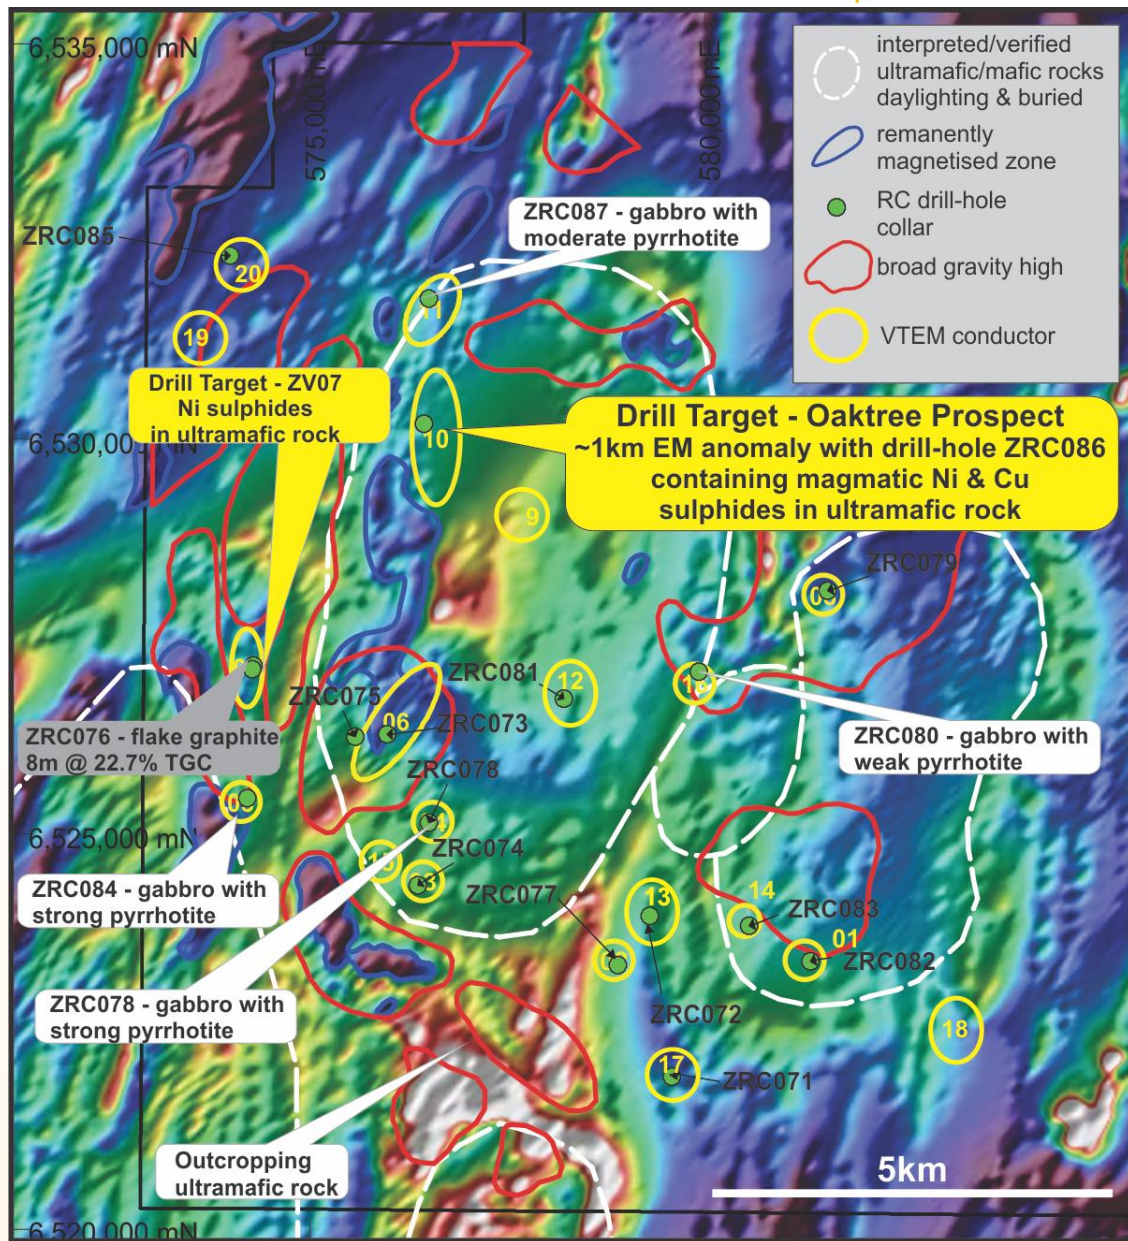 6,535,000 mN
575,000mE
580,000mE
interpreted/verified
ultramafic/mafic rocks
daylighting & buried
remanently
magnetised zone
RC drill-hole
collar
broad gravity high
VTEM conductor
ZRC087 - gabbro with
moderate pyrrhotite
ZRC085
20
19
11
Drill Target - ZV07
Ni sulphides
in ultramafic rock
6,530,000 mN
10
Drill Target - Oaktree Prospect
~1km EM anomaly with drill-hole ZRC086
containing magmatic Ni & Cu
sulphides in ultramafic rock
9
ZRC079
ZRC081
12
ZRC075
06
ZRC073
ZRC076 - flake graphite
8m @ 22.7% TGC
ZRC078
ZRC080 - gabbro with
weak pyrrhotite
6,525,000 mN
ZRC074
15
ZRC084 - gabbro with
strong pyrrhotite
ZRC077
13
14
ZRC083
01
ZRC082
ZRC078 - gabbro with
strong pyrrhotite
ZRC072
18
17
ZRC071
Outcropping
ultramafic rock
5km
6,520,000 mN